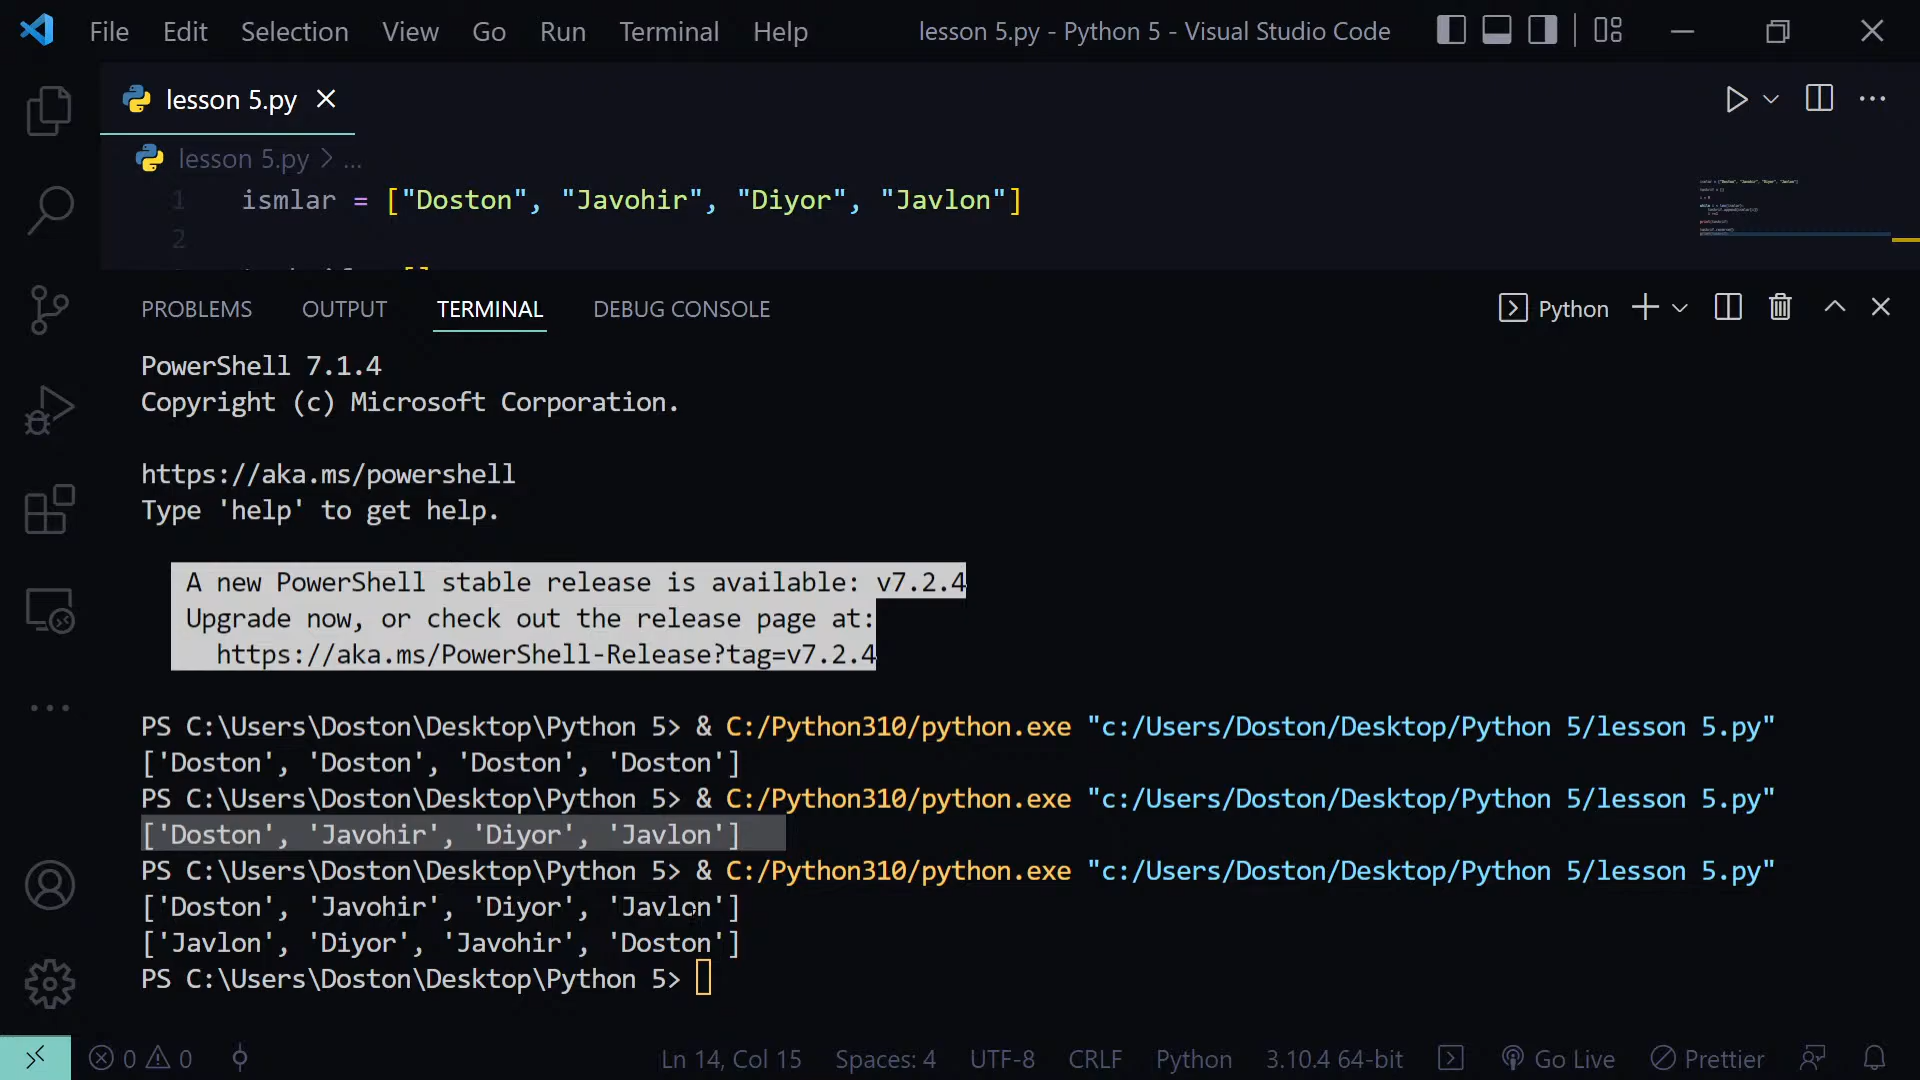 File Edit Selection View Go Run Terminal Help lesson 5.py - Python 5 - Visual Studio Code
lesson 5.py
lesson 5.py > ...
1 ismlar = ["Doston", "Javohir", "Diyor", "Javlon"]
2
PROBLEMS OUTPUT TERMINAL DEBUG CONSOLE Python
PowerShell 7.1.4
Copyright (c) Microsoft Corporation.
https://aka.ms/powershell
Type 'help' to get help.
A new PowerShell stable release is available: v7.2.4
Upgrade now, or check out the release page at:
https://aka.ms/PowerShell-Release?tag=v7.2.4
PS C:\Users\Doston\Desktop\Python 5> & C:/Python310/python.exe "c:/Users/Doston/Desktop/Python 5/lesson 5.py"
['Doston', 'Doston', 'Doston', 'Doston']
PS C:\Users\Doston\Desktop\Python 5> & C:/Python310/python.exe "c:/Users/Doston/Desktop/Python 5/lesson 5.py"
['Doston', 'Javohir', 'Diyor', 'Javlon']
PS C:\Users\Doston\Desktop\Python 5> & C:/Python310/python.exe "c:/Users/Doston/Desktop/Python 5/lesson 5.py"
['Doston', 'Javohir', 'Diyor', 'Javlon']
['Javlon', 'Diyor', 'Javohir', 'Doston']
PS C:\Users\Doston\Desktop\Python 5>
0 0 Ln 14, Col 15 Spaces: 4 UTF-8 CRLF Python 3.10.4 64-bit Go Live Prettier